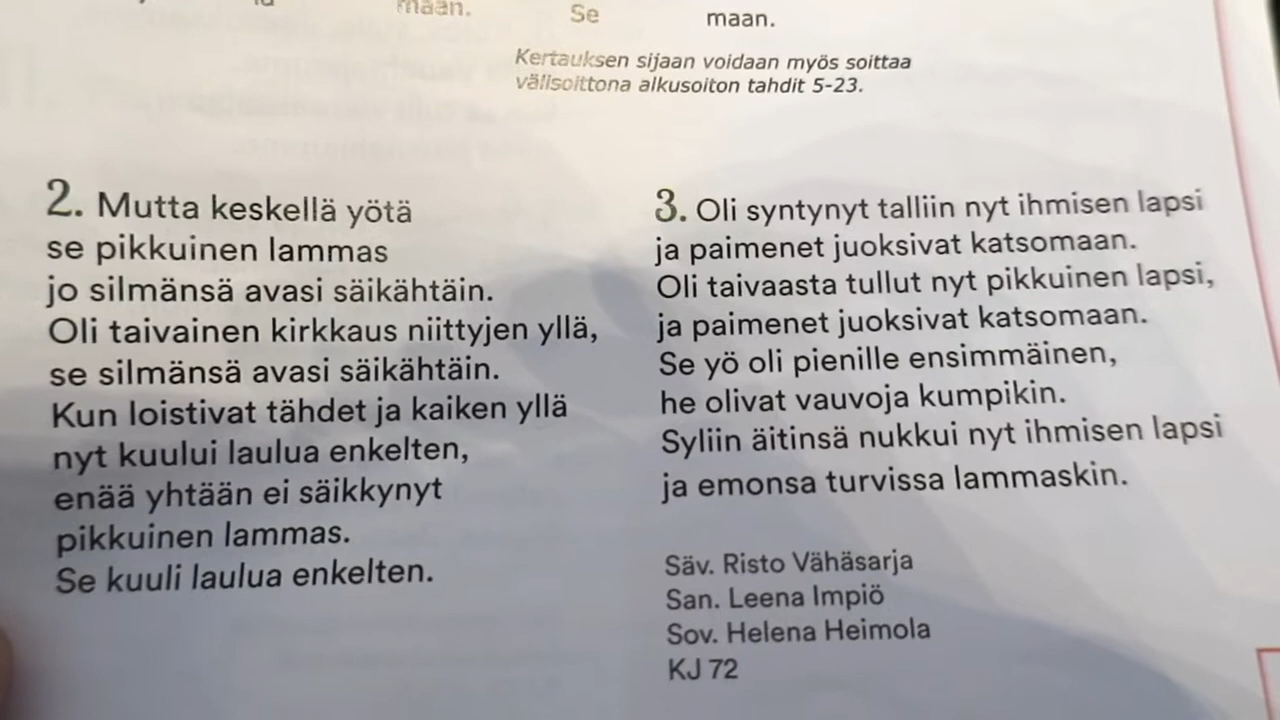 maan.
Se
maan.
Kertauksen sijaan voidaan myös soittaa
välisoittona alkusoiton tahdit 5-23.
2. Mutta keskellä yötä
se pikkuinen lammas
jo silmänsä avasi säikähtäin.
Oli taivainen kirkkaus niittyjen yllä,
se silmänsä avasi säikähtäin.
Kun loistivat tähdet ja kaiken yllä
nyt kuului laulua enkelten,
enää yhtään ei säikkynyt
pikkuinen lammas.
Se kuuli laulua enkelten.
3. Oli syntynyt talliin nyt ihmisen lapsi
ja paimenet juoksivat katsomaan.
Oli taivaasta tullut nyt pikkuinen lapsi,
ja paimenet juoksivat katsomaan.
Se yö oli pienille ensimmäinen,
he olivat vauvoja kumpikin.
Syliin äitinsä nukkui nyt ihmisen lapsi
ja emonsa turvissa lammaskin.
Säv. Risto Vähäsarja
San. Leena Impiö
Sov. Helena Heimola
KJ 72